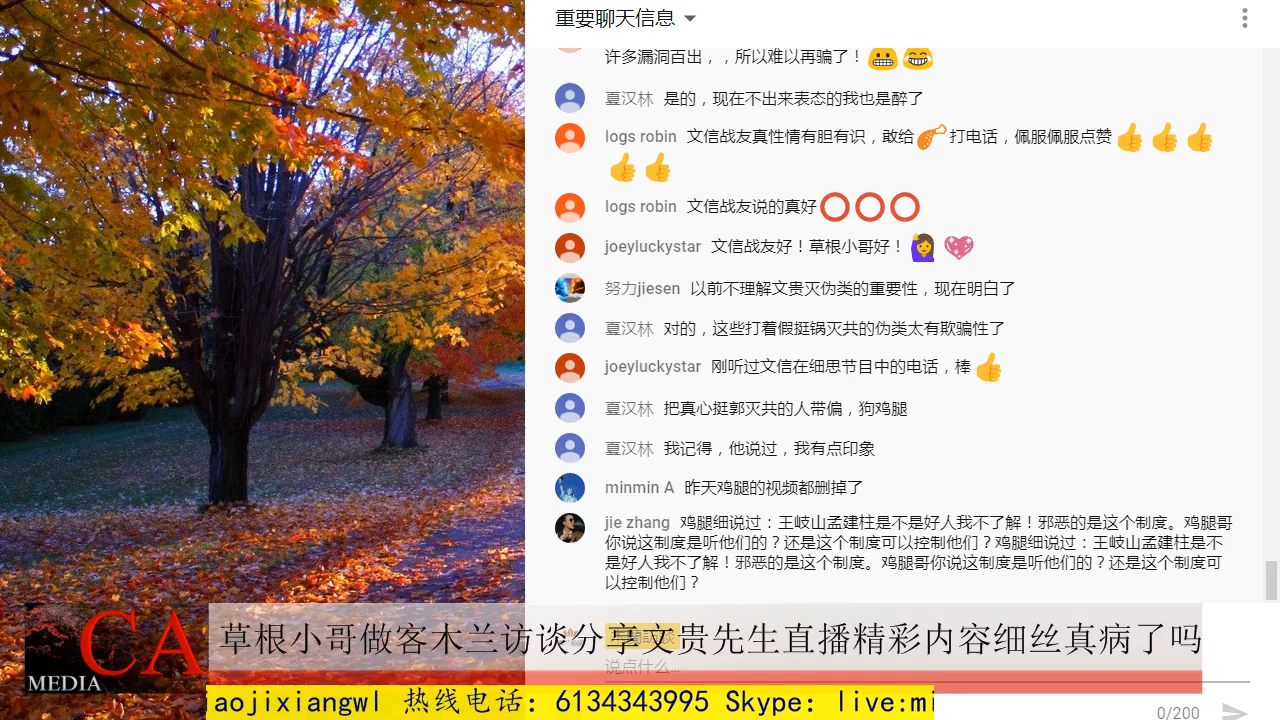 重要聊天信息
许多漏洞百出，，所以难以再骗了！
夏汉林 是的，现在不出来表态的我也是醉了
logs robin 文信战友真性情有胆有识，敢给🍗打电话，佩服佩服点赞👍👍👍
👍👍
logs robin 文信战友说的真好⭕⭕⭕
joeyluckystar 文信战友好！草根小哥好！🙋‍♀️💖
努力jiesen 以前不理解文贵灭伪类的重要性，现在明白了
夏汉林 对的，这些打着假挺锅灭共的伪类太有欺骗性了
joeyluckystar 刚听过文信在细思节目中的电话，棒👍
夏汉林 把真心挺郭灭共的人带偏，狗鸡腿
夏汉林 我记得，他说过，我有点印象
minmin A 昨天鸡腿的视频都删掉了
jie zhang 鸡腿细说过：王岐山孟建柱是不是好人我不了解！邪恶的是这个制度。鸡腿哥
你说这制度是听他们的？还是这个制度可以控制他们？鸡腿细说过：王岐山孟建柱是不
是好人我不了解！邪恶的是这个制度。鸡腿哥你说这制度是听他们的？还是这个制度可
以控制他们？
CA
MEDIA
草根小哥做客木兰访谈分享文贵先生直播精彩内容细丝真病了吗
说点什么...
aojixiangwl 热线电话：6134343995 Skype: live:mi
0/200